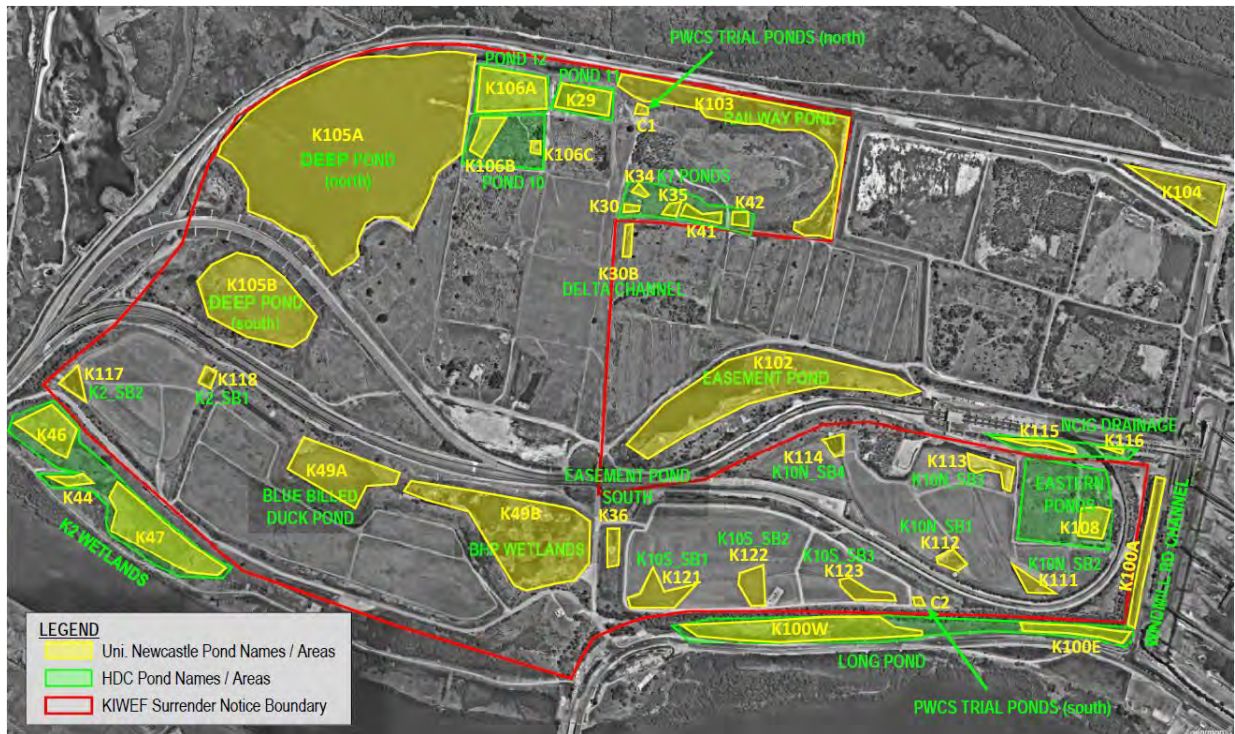 PWCS TRIAL PONDS (north)
POND 12
K106A
POND 11
K29
K103
RAILWAY POND
C1
K105A
DEEP POND
(north)
K106B
K106C
POND 10
K104
K34
K7 PONDS
K30
K35
K41
K42
K30B
DELTA CHANNEL
K105B
DEEP POND
(south)
K117
K2_SB2
K118
K2_SB1
K102
EASEMENT POND
K46
K44
K47
K2 WETLANDS
K49A
BLUE BILLED
DUCK POND
K49B
BHP WETLANDS
EASEMENT POND
SOUTH
K36
K114
K10N_SB4
K115
NCIG DRAINAGE
K116
K113
K10N_SB3
EASTERN
PONDS
K108
K10N_SB1
K112
K10N_SB2
K111
K100A
WINDMILL RD CHANNEL
K10S_SB1
K121
K10S_SB2
K122
K10S_SB3
K123
C2
K100W
K100E
LONG POND
PWCS TRIAL PONDS (south)
LEGEND
Uni. Newcastle Pond Names / Areas
HDC Pond Names / Areas
KIWEF Surrender Notice Boundary